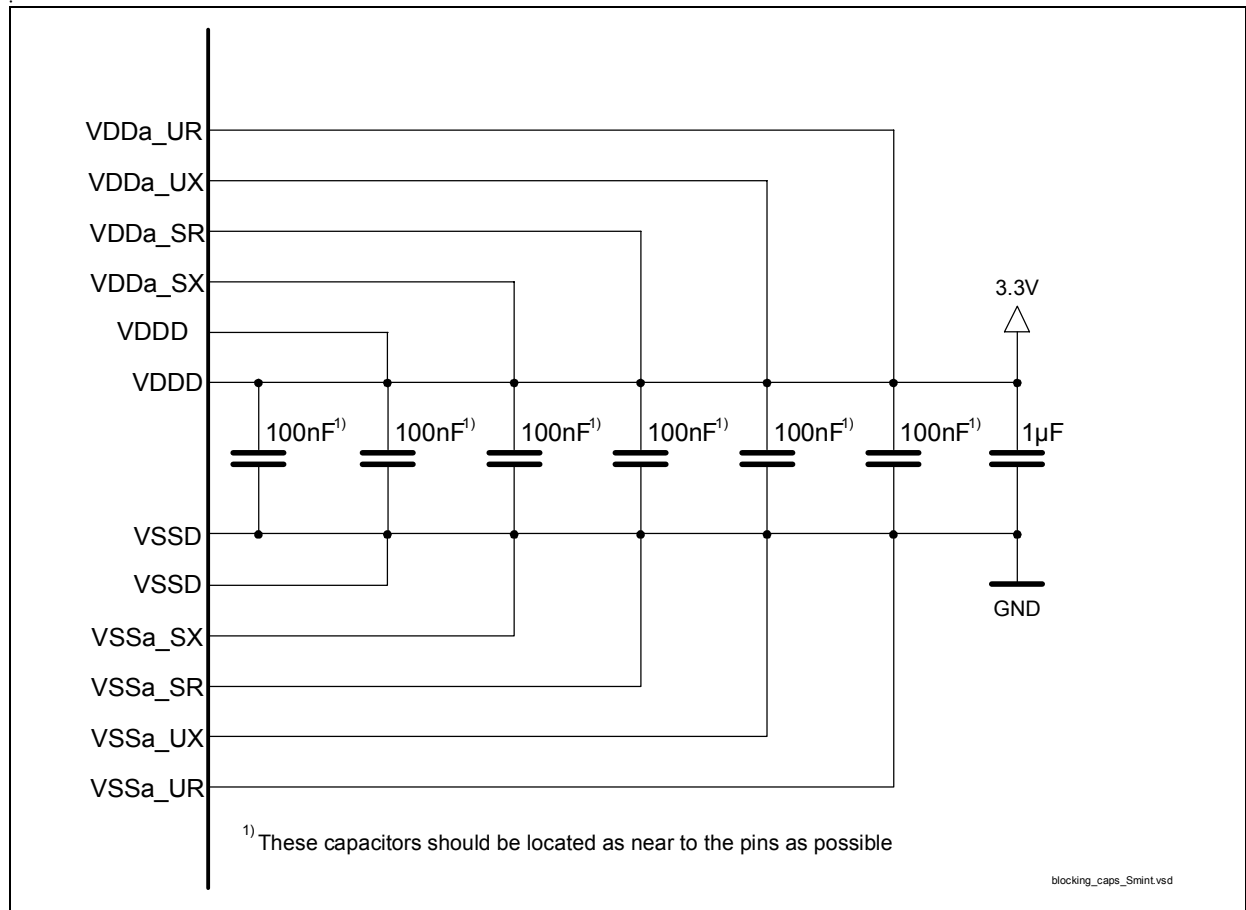 VDDa_UR
VDDa_UX
VDDa_SR
VDDa_SX
3.3V
VDDD
VDDD
100nF1) 100nF1) 100nF1) 100nF1) 100nF1) 100nF1) 1µF
VSSD
VSSD
GND
VSSa_SX
VSSa_SR
VSSa_UX
VSSa_UR
1) These capacitors should be located as near to the pins as possible
blocking_caps_Smint.vsd